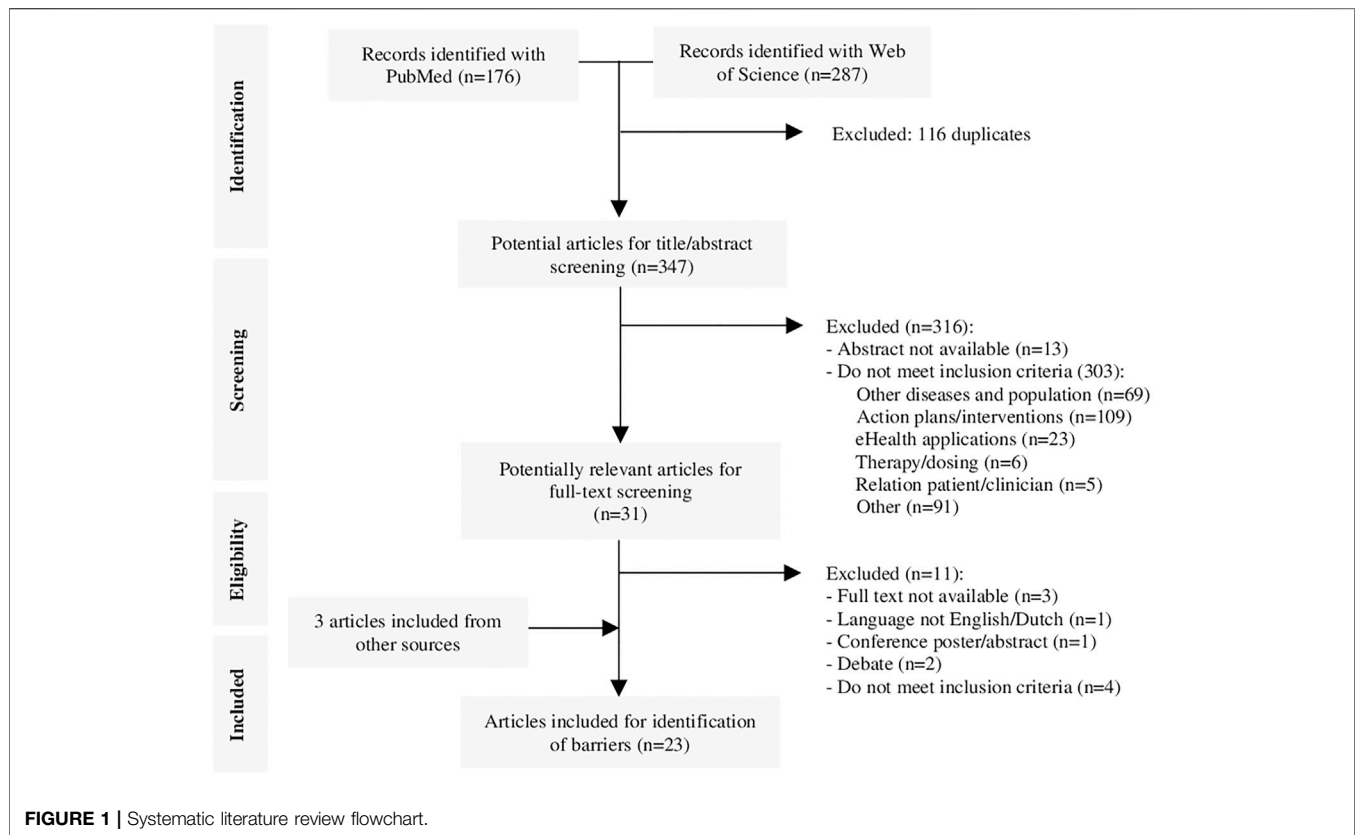 Identification
Records identified with
PubMed (n=176)
Records identified with Web
of Science (n=287)
Excluded: 116 duplicates
Potential articles for title/abstract
screening (n=347)
Screening
Excluded (n=316):
- Abstract not available (n=13)
- Do not meet inclusion criteria (303):
Other diseases and population (n=69)
Action plans/interventions (n=109)
eHealth applications (n=23)
Therapy/dosing (n=6)
Relation patient/clinician (n=5)
Other (n=91)
Potentially relevant articles for
full-text screening
(n=31)
Eligibility
Excluded (n=11):
- Full text not available (n=3)
- Language not English/Dutch (n=1)
- Conference poster/abstract (n=1)
- Debate (n=2)
- Do not meet inclusion criteria (n=4)
3 articles included from
other sources
Included
Articles included for identification
of barriers (n=23)
FIGURE 1 | Systematic literature review flowchart.